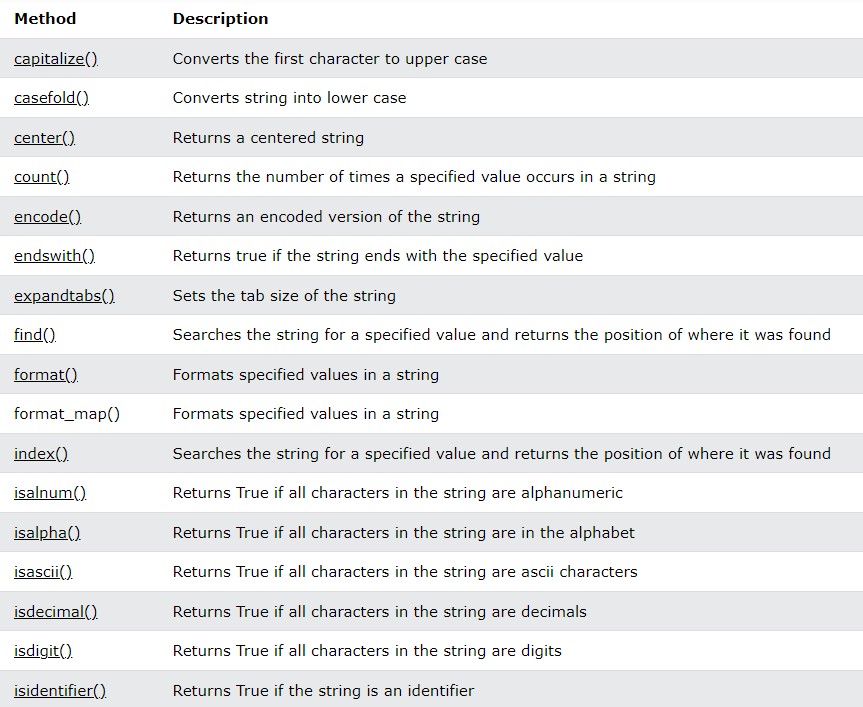 Method Description
capitalize() Converts the first character to upper case
casefold() Converts string into lower case
center() Returns a centered string
count() Returns the number of times a specified value occurs in a string
encode() Returns an encoded version of the string
endswith() Returns true if the string ends with the specified value
expandtabs() Sets the tab size of the string
find() Searches the string for a specified value and returns the position of where it was found
format() Formats specified values in a string
format_map() Formats specified values in a string
index() Searches the string for a specified value and returns the position of where it was found
isalnum() Returns True if all characters in the string are alphanumeric
isalpha() Returns True if all characters in the string are in the alphabet
isascii() Returns True if all characters in the string are ascii characters
isdecimal() Returns True if all characters in the string are decimals
isdigit() Returns True if all characters in the string are digits
isidentifier() Returns True if the string is an identifier